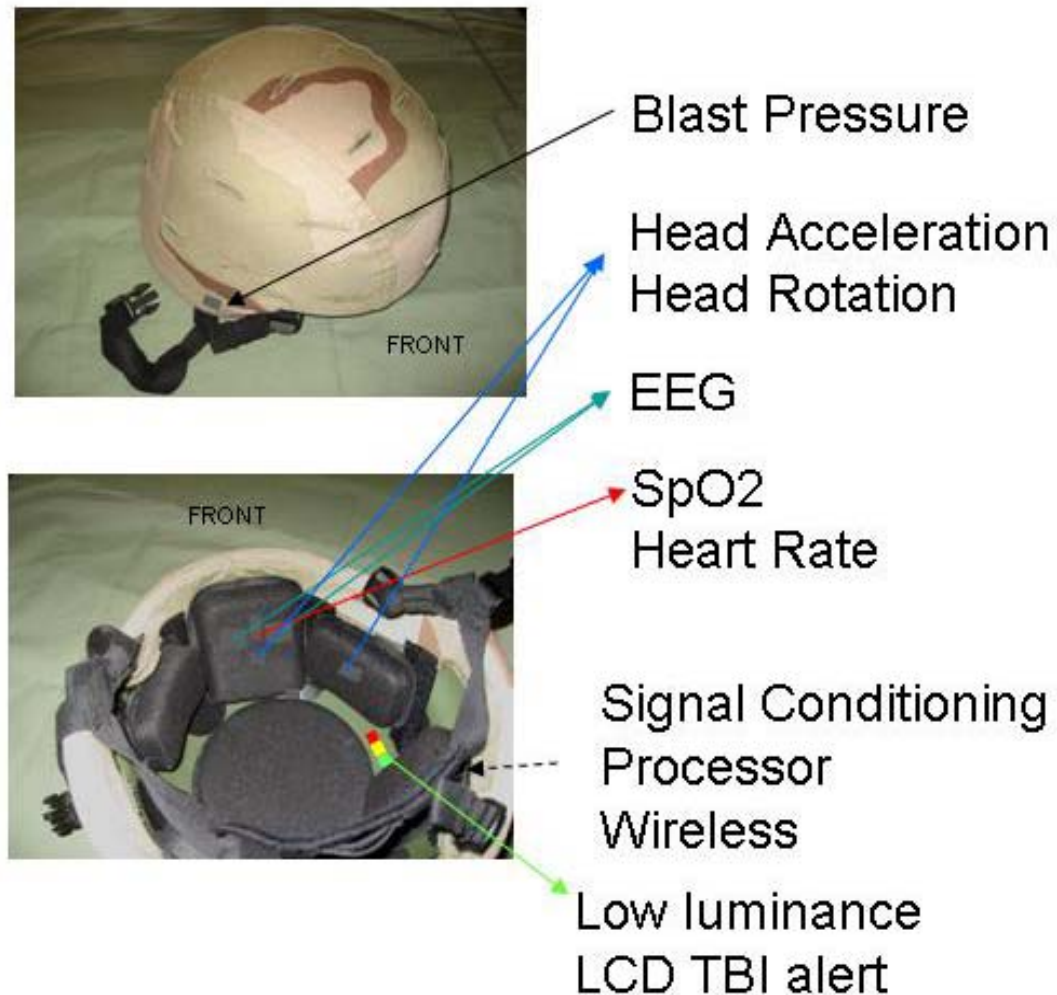 Blast Pressure
Head Acceleration
Head Rotation
FRONT
EEG
SpO2
Heart Rate
FRONT
Signal Conditioning
Processor
Wireless
Low luminance
LCD TBI alert